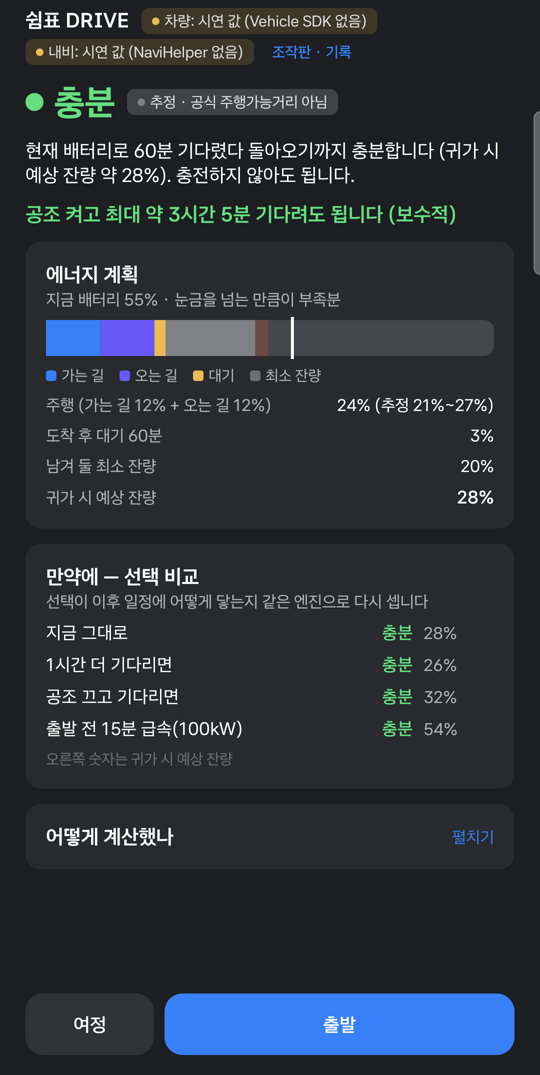 쉼표 DRIVE
차량: 시연 값 (Vehicle SDK 없음)
내비: 시연 값 (NaviHelper 없음)
조작판 · 기록
충분
추정 · 공식 주행가능거리 아님
현재 배터리로 60분 기다렸다 돌아오기까지 충분합니다 (귀가 시
예상 잔량 약 28%). 충전하지 않아도 됩니다.
공조 켜고 최대 약 3시간 5분 기다려도 됩니다 (보수적)
에너지 계획
지금 배터리 55% · 눈금을 넘는 만큼이 부족분
가는 길 오는 길 대기 최소 잔량
주행 (가는 길 12% + 오는 길 12%) 24% (추정 21%~27%)
도착 후 대기 60분 3%
남겨 둘 최소 잔량 20%
귀가 시 예상 잔량 28%
만약에 — 선택 비교
선택이 이후 일정에 어떻게 닿는지 같은 엔진으로 다시 셉니다
지금 그대로 충분 28%
1시간 더 기다리면 충분 26%
공조 끄고 기다리면 충분 32%
출발 전 15분 급속(100kW) 충분 54%
오른쪽 숫자는 귀가 시 예상 잔량
어떻게 계산했나 펼치기
여정 출발